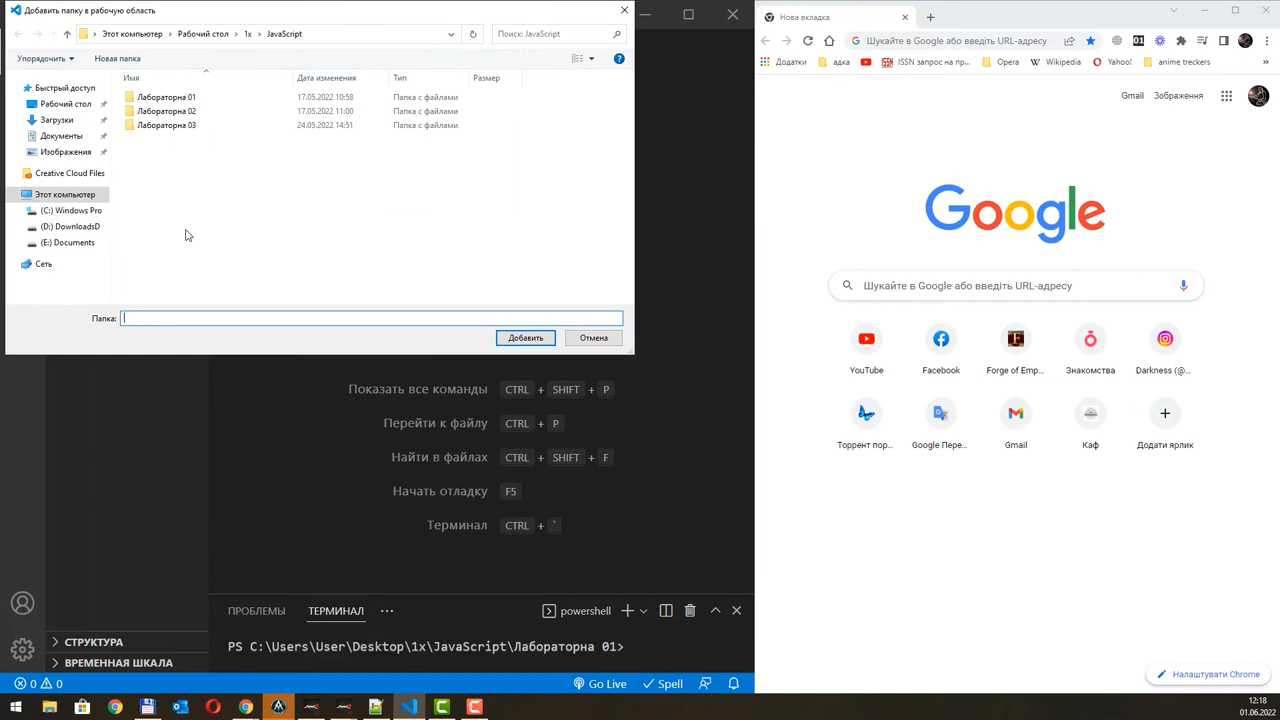 Добавить папку в рабочую область
Этот компьютер > Рабочий стол > 1x > JavaScript
Поиск: JavaScript
Упорядочить
Новая папка
Имя
Дата изменения
Тип
Размер
Лабораторна 01 17.05.2022 10:58 Папка с файлами
Лабораторна 02 17.05.2022 11:00 Папка с файлами
Лабораторна 03 24.05.2022 14:51 Папка с файлами
Быстрый доступ
Рабочий стол
Загрузки
Документы
Изображения
Creative Cloud Files
Этот компьютер
(C:) Windows Pro
(D:) DownloadsD
(E:) Documents
Сеть
Папка:
Добавить
Отмена
Показать все команды CTRL + SHIFT + P
Перейти к файлу CTRL + P
Найти в файлах CTRL + SHIFT + F
Начать отладку F5
Терминал CTRL + `
ПРОБЛЕМЫ
ТЕРМИНАЛ
powershell
PS C:\Users\User\Desktop\1x\JavaScript\Лабораторна 01>
СТРУКТУРА
ВРЕМЕННАЯ ШКАЛА
0 0
Go Live
Spell
Нова вкладка
Шукайте в Google або введіть URL-адресу
01
Додатки
адка
ISSN запрос на пр...
Opera
Wikipedia
Yahoo!
anime treckers
Gmail
Зображення
Google
Шукайте в Google або введіть URL-адресу
YouTube
Facebook
Forge of Emp...
Знакомства
Darkness (@...
Торрент пор...
Google Пере...
Gmail
Каф
Додати ярлик
Налаштувати Chrome
12:18
01.06.2022